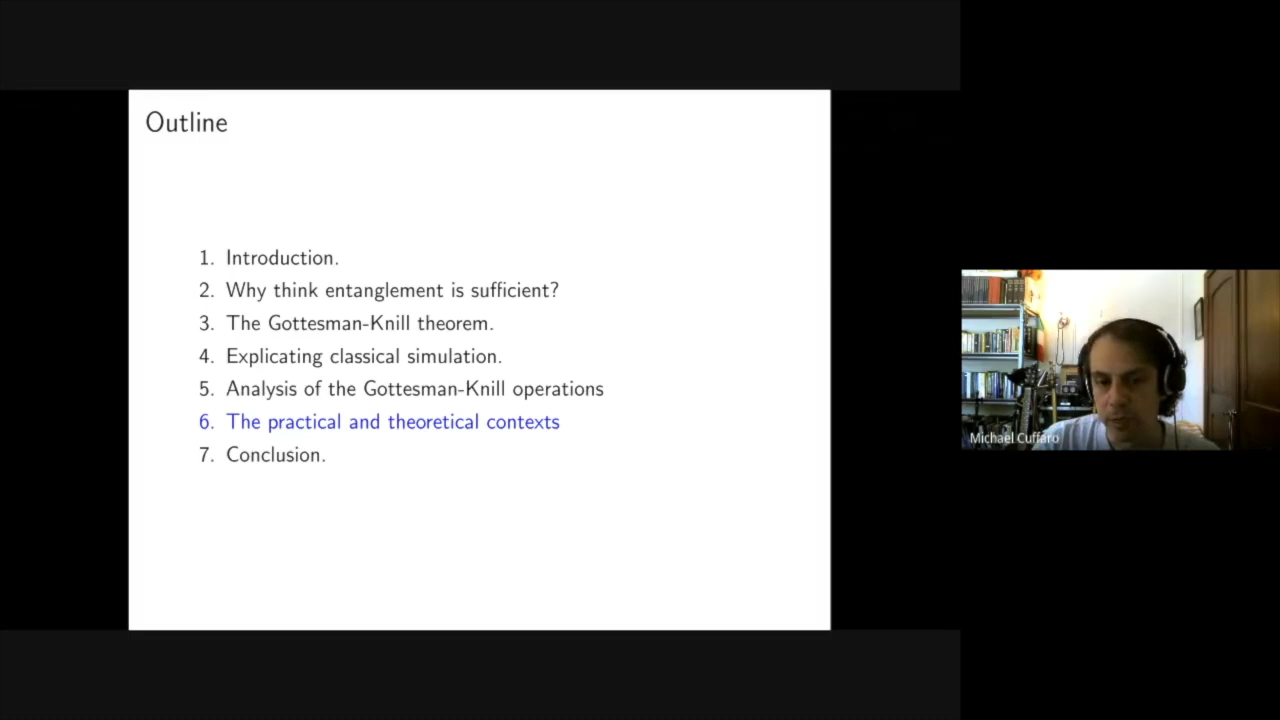 Outline
1. Introduction.
2. Why think entanglement is sufficient?
3. The Gottesman-Knill theorem.
4. Explicating classical simulation.
5. Analysis of the Gottesman-Knill operations
6. The practical and theoretical contexts
7. Conclusion.
Michael Cuffaro